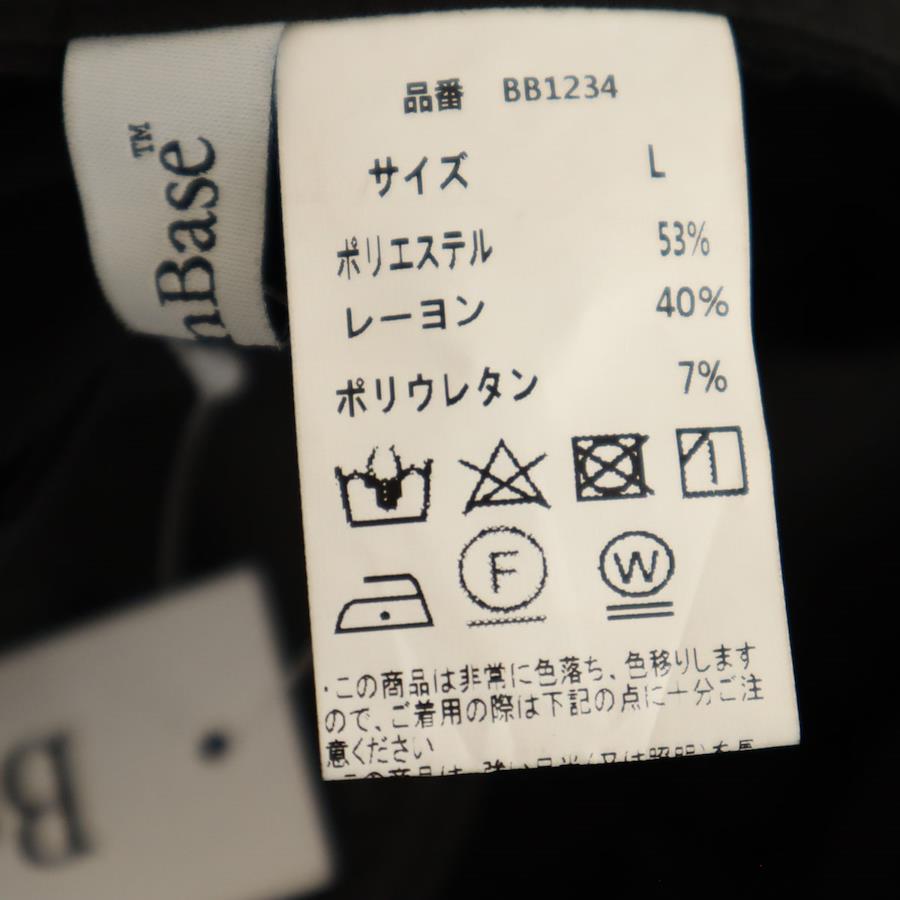 品番 BB1234
サイズ L
ポリエステル 53%
レーヨン 40%
ポリウレタン 7%
F
W
・この商品は非常に色落ち、色移りします
ので、ご着用の際は下記の点に十分ご注
意ください
nBase™
B